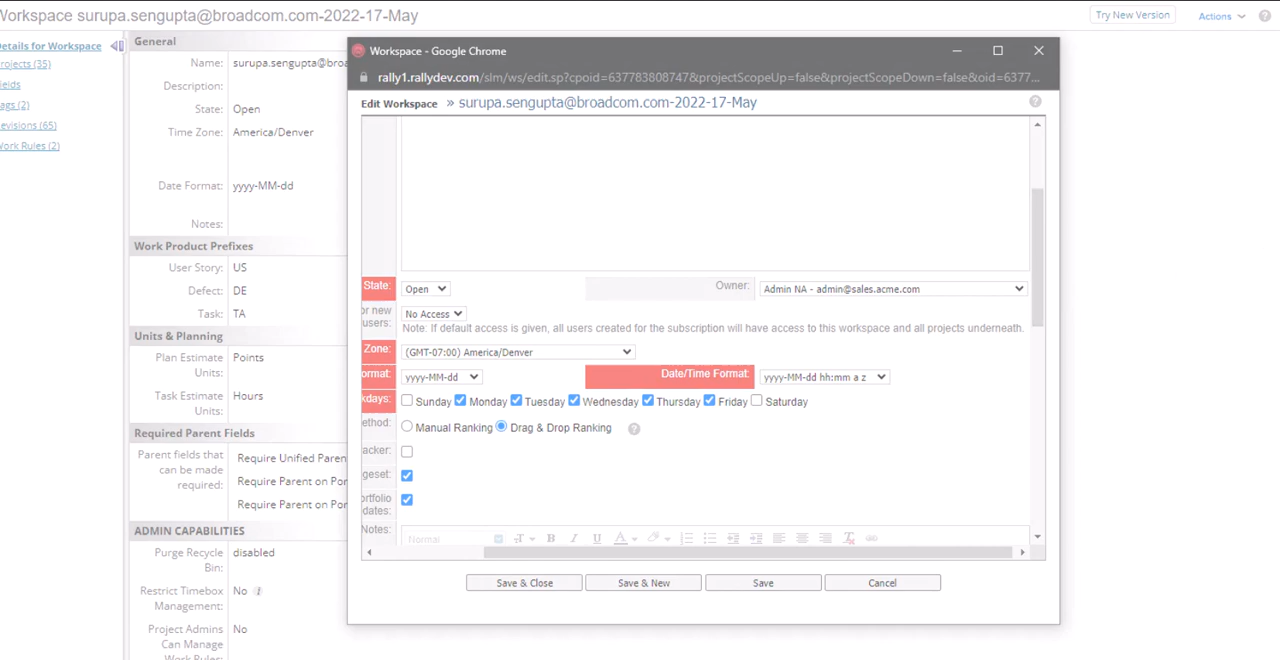 Workspace surupa.sengupta@broadcom.com-2022-17-May
Try New Version
Actions
etails for Workspace
rojects (35)
ields
ags (2)
evisions (65)
Work Rules (2)
General
Name: surupa.sengupta@broa
Description:
State: Open
Time Zone: America/Denver
Date Format: yyyy-MM-dd
Notes:
Work Product Prefixes
User Story: US
Defect: DE
Task: TA
Units & Planning
Plan Estimate Units: Points
Task Estimate Units: Hours
Required Parent Fields
Parent fields that can be made required:
Require Unified Paren
Require Parent on Por
Require Parent on Por
ADMIN CAPABILITIES
Purge Recycle Bin: disabled
Restrict Timebox Management: No i
Project Admins Can Manage Work Rules: No
Workspace - Google Chrome
rally1.rallydev.com/slm/ws/edit.sp?cpoid=637783808747&projectScopeUp=false&projectScopeDown=false&oid=6377...
Edit Workspace » surupa.sengupta@broadcom.com-2022-17-May
?
State: Open
Owner: Admin NA - admin@sales.acme.com
or new users: No Access
Note: If default access is given, all users created for the subscription will have access to this workspace and all projects underneath.
Zone: (GMT-07:00) America/Denver
ormat: yyyy-MM-dd
Date/Time Format: yyyy-MM-dd hh:mm a z
kdays: Sunday Monday Tuesday Wednesday Thursday Friday Saturday
ethod: Manual Ranking Drag & Drop Ranking ?
acker:
geset:
ortfolio dates:
Notes:
Normal
Save & Close
Save & New
Save
Cancel